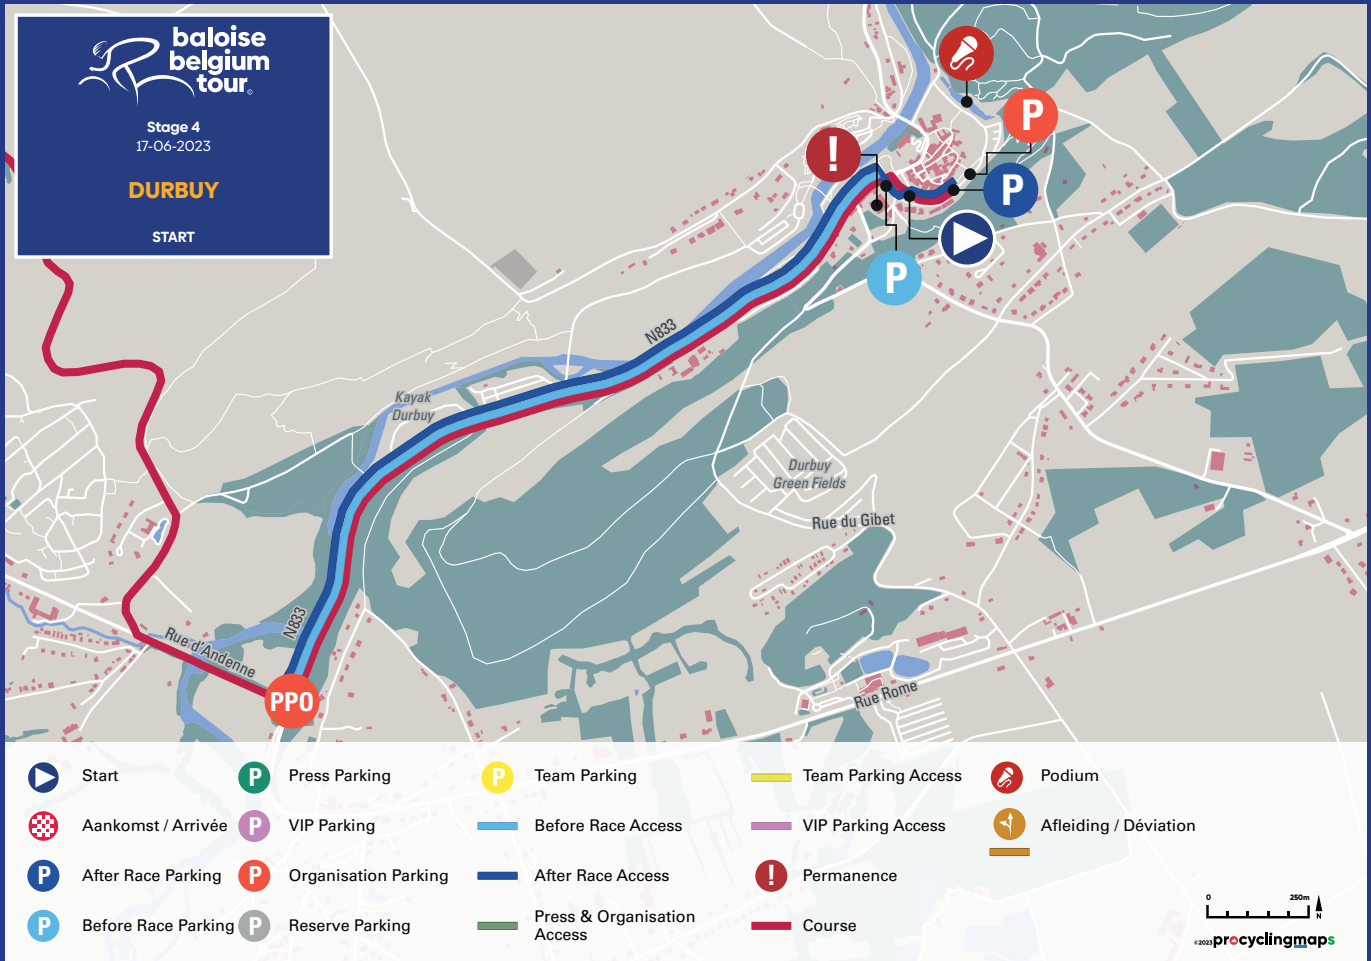 baloise
belgium
tour
Stage 4
17-06-2023
DURBUY
START
P
!
P
P
N833
Kayak
Durbuy
Durbuy
Green Fields
Rue du Gibet
N833
Rue d'Andenne
PPO
Rue Rome
Start
P Press Parking
P Team Parking
Team Parking Access
Podium
Aankomst / Arrivée
P VIP Parking
Before Race Access
VIP Parking Access
Afleiding / Déviation
P After Race Parking
P Organisation Parking
After Race Access
! Permanence
P Before Race Parking
P Reserve Parking
Press & Organisation
Access
Course
0 250m
N
©2023 procyclingmaps